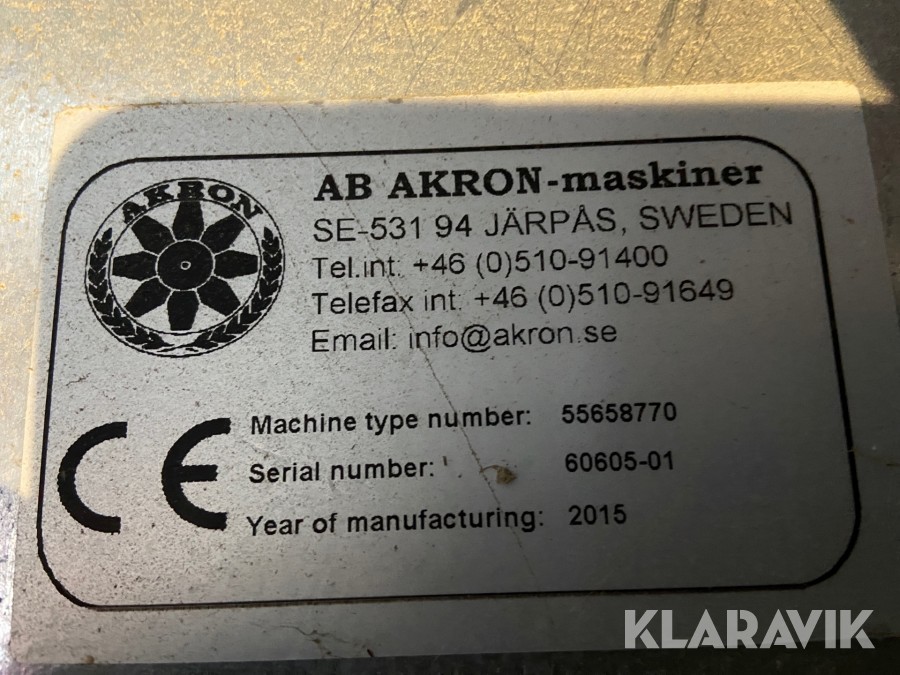 AKRON
AB AKRON-maskiner
SE-531 94 JÄRPÅS, SWEDEN
Tel.int: +46 (0)510-91400
Telefax int: +46 (0)510-91649
Email: info@akron.se
CE
Machine type number: 55658770
Serial number: 60605-01
Year of manufacturing: 2015
KLARAVIK